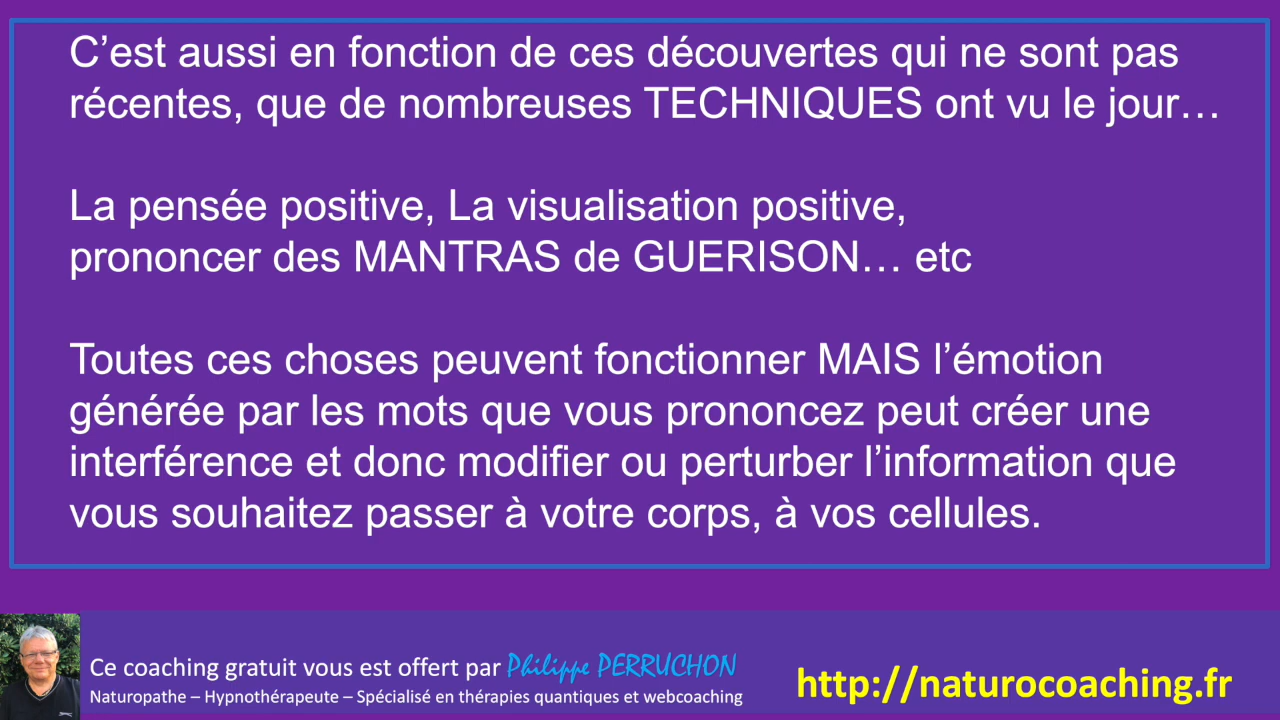 C’est aussi en fonction de ces découvertes qui ne sont pas
récentes, que de nombreuses TECHNIQUES ont vu le jour…
La pensée positive, La visualisation positive,
prononcer des MANTRAS de GUERISON… etc
Toutes ces choses peuvent fonctionner MAIS l’émotion
générée par les mots que vous prononcez peut créer une
interférence et donc modifier ou perturber l’information que
vous souhaitez passer à votre corps, à vos cellules.
Ce coaching gratuit vous est offert par Philippe PERRUCHON
Naturopathe – Hypnothérapeute – Spécialisé en thérapies quantiques et webcoaching
http://naturocoaching.fr